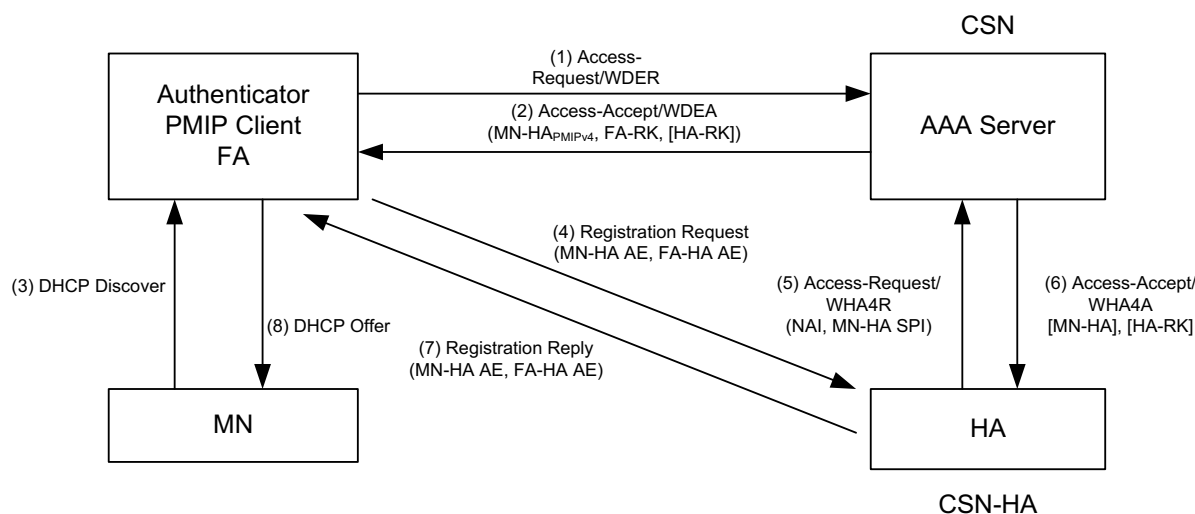 CSN
(1) Access-
Request/WDER
Authenticator
PMIP Client
FA
(2) Access-Accept/WDEA
(MN-HAPMIPv4, FA-RK, [HA-RK])
AAA Server
(3) DHCP Discover
(4) Registration Request
(MN-HA AE, FA-HA AE)
(5) Access-Request/
WHA4R
(NAI, MN-HA SPI)
(6) Access-Accept/
WHA4A
[MN-HA], [HA-RK]
(8) DHCP Offer
(7) Registration Reply
(MN-HA AE, FA-HA AE)
MN
HA
CSN-HA